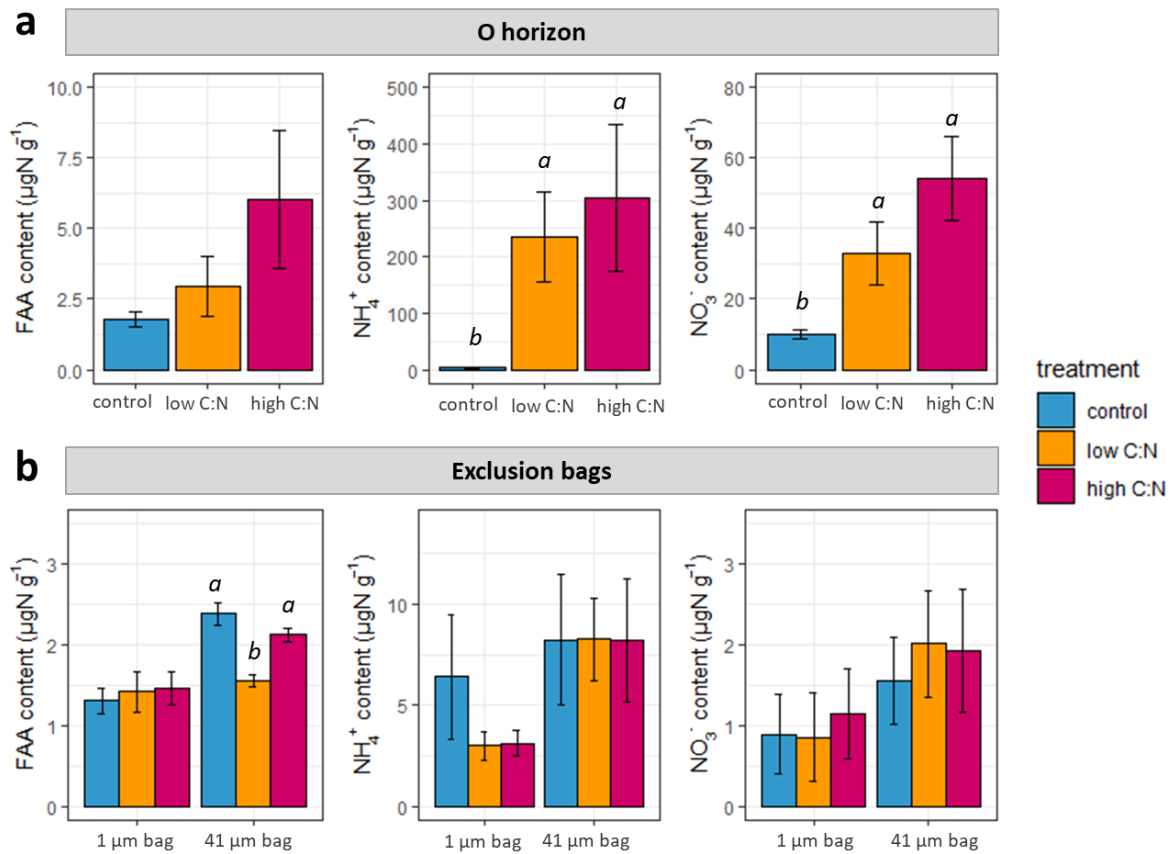 a
O horizon
FAA content (µgN g⁻¹)
10.0
7.5
5.0
2.5
0.0
control low C:N high C:N
NH₄⁺ content (µgN g⁻¹)
500
400
300
200
100
0
b
a
a
control low C:N high C:N
NO₃⁻ content (µgN g⁻¹)
80
60
40
20
0
b
a
a
control low C:N high C:N
treatment
control
low C:N
high C:N
b
Exclusion bags
FAA content (µgN g⁻¹)
3
2
1
0
a
b
a
1 µm bag 41 µm bag
NH₄⁺ content (µgN g⁻¹)
10
5
0
1 µm bag 41 µm bag
NO₃⁻ content (µgN g⁻¹)
3
2
1
0
1 µm bag 41 µm bag